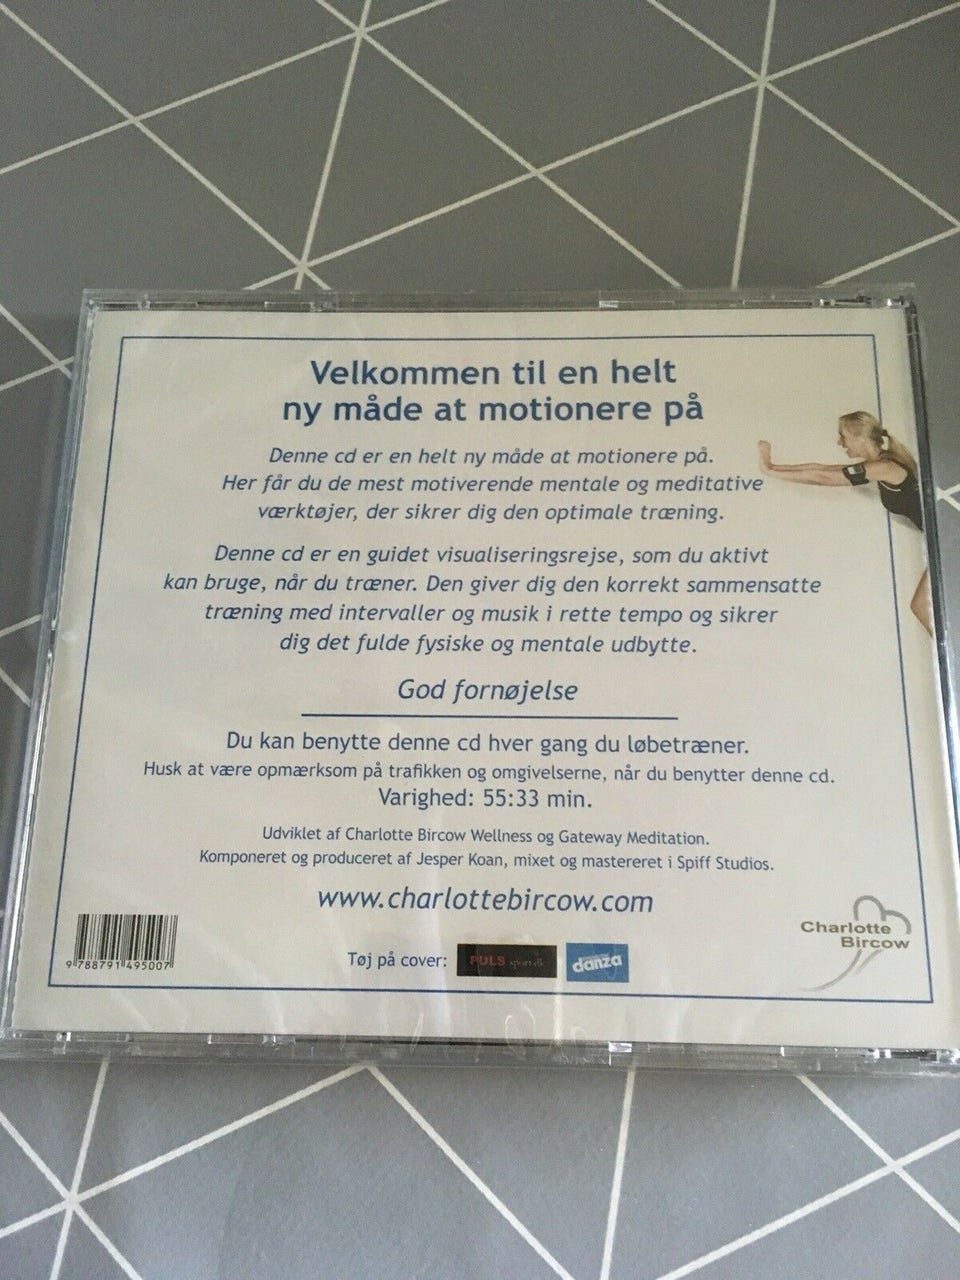 Velkommen til en helt
ny måde at motionere på
Denne cd er en helt ny måde at motionere på.
Her får du de mest motiverende mentale og meditative
værktøjer, der sikrer dig den optimale træning.
Denne cd er en guidet visualiseringsrejse, som du aktivt
kan bruge, når du træner. Den giver dig den korrekt sammensatte
træning med intervaller og musik i rette tempo og sikrer
dig det fulde fysiske og mentale udbytte.
God fornøjelse
Du kan benytte denne cd hver gang du løbetræner.
Husk at være opmærksom på trafikken og omgivelserne, når du benytter denne cd.
Varighed: 55:33 min.
Udviklet af Charlotte Bircow Wellness og Gateway Meditation.
Komponeret og produceret af Jesper Koan, mixet og mastereret i Spiff Studios.
www.charlottebircow.com
9 788791 495007
Tøj på cover: PULS sport.dk danza
Charlotte
Bircow